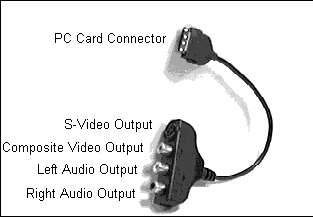 PC Card Connector
S-Video Output
Composite Video Output
Left Audio Output
Right Audio Output